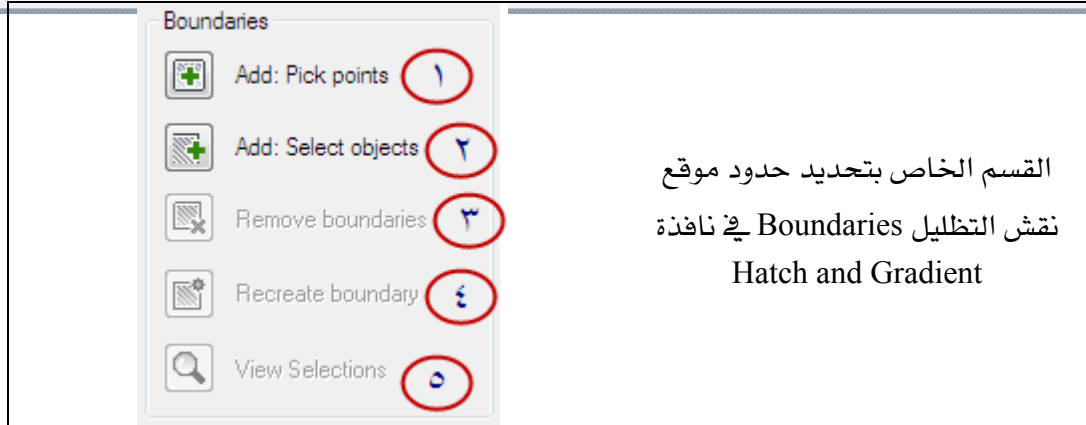 Boundaries
Add: Pick points ١
Add: Select objects ٢
Remove boundaries ٣
Recreate boundary ٤
View Selections ٥
القسم الخاص بتحديد حدود موقع
نقش التظليل Boundaries في نافذة
Hatch and Gradient